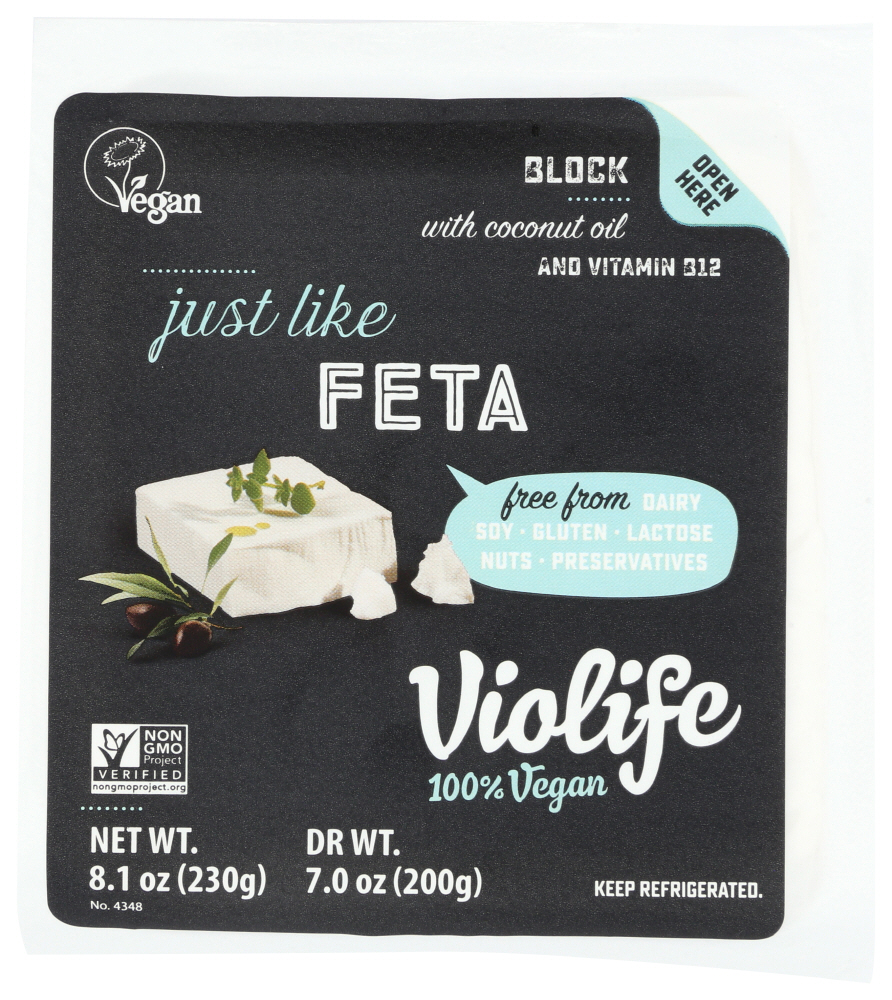 Vegan
BLOCK
with coconut oil
AND VITAMIN B12
OPEN
HERE
just like
FETA
free from DAIRY
SOY · GLUTEN · LACTOSE
NUTS · PRESERVATIVES
Violife
100% Vegan
NON
GMO
Project
VERIFIED
nongmoproject.org
NET WT.
8.1 oz (230g)
DR WT.
7.0 oz (200g)
No. 4348
KEEP REFRIGERATED.